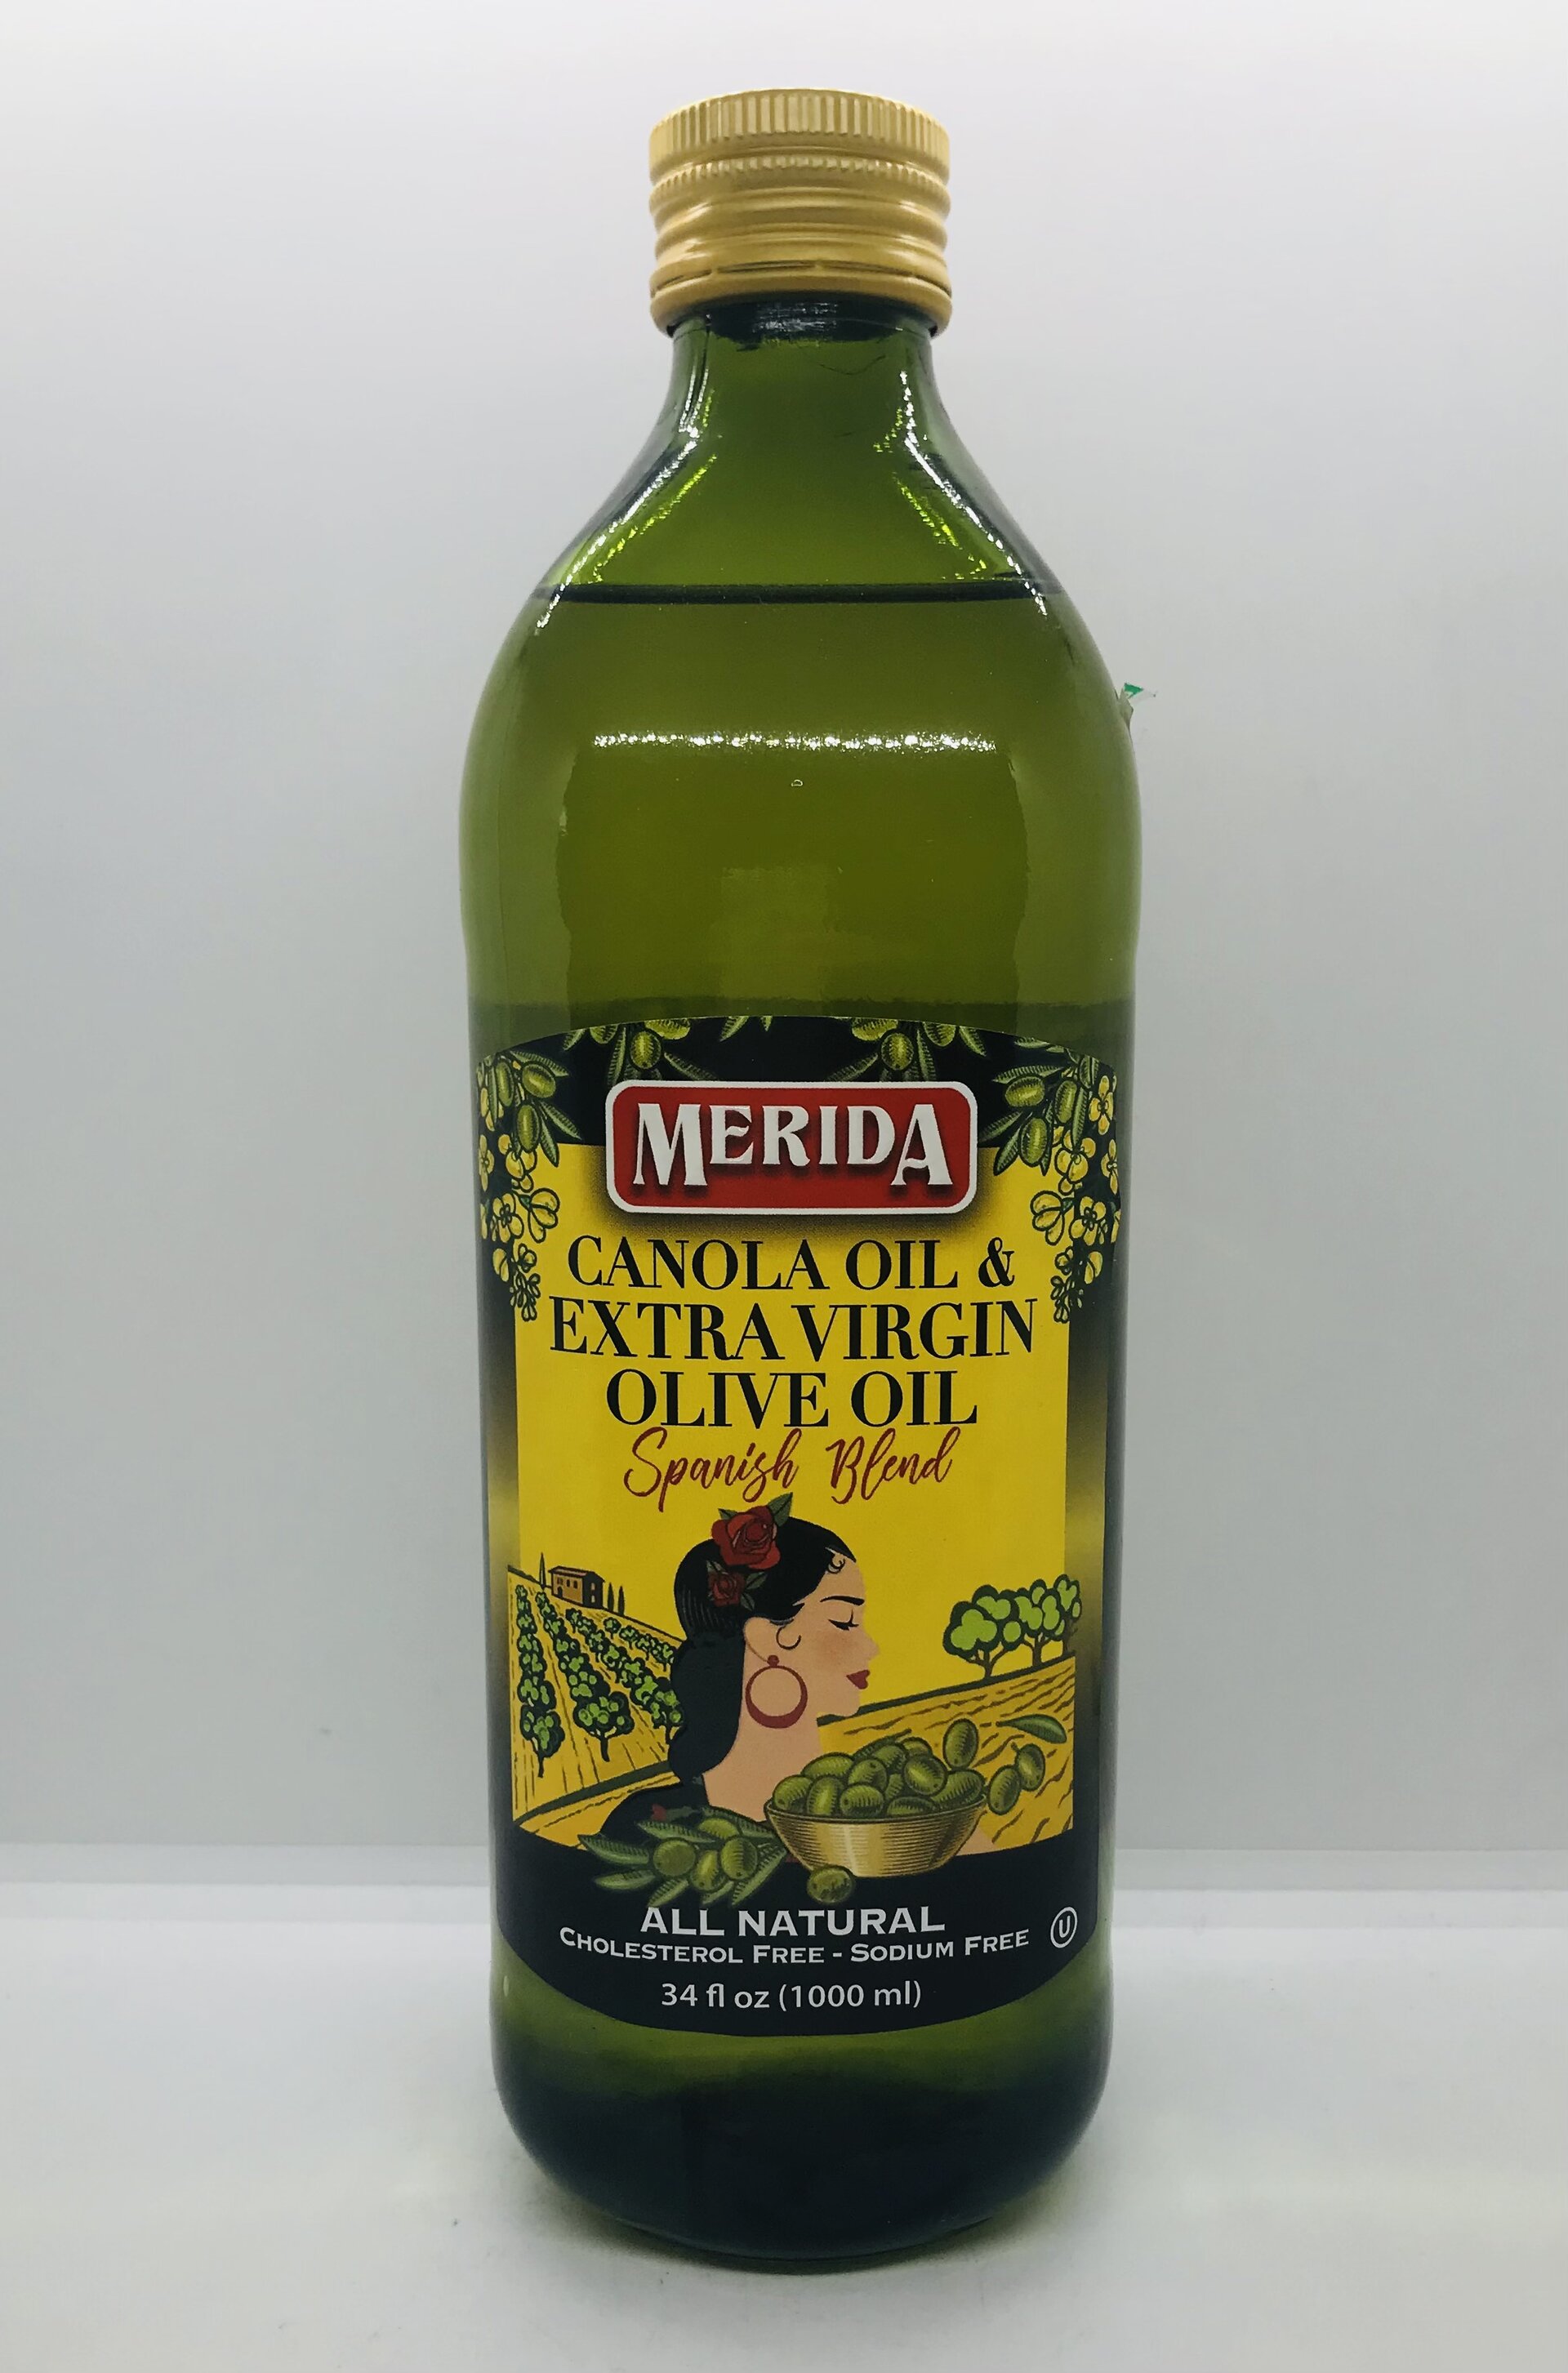 MERIDA
CANOLA OIL &
EXTRA VIRGIN
OLIVE OIL
Spanish Blend
ALL NATURAL
CHOLESTEROL FREE - SODIUM FREE
U
34 fl oz (1000 ml)